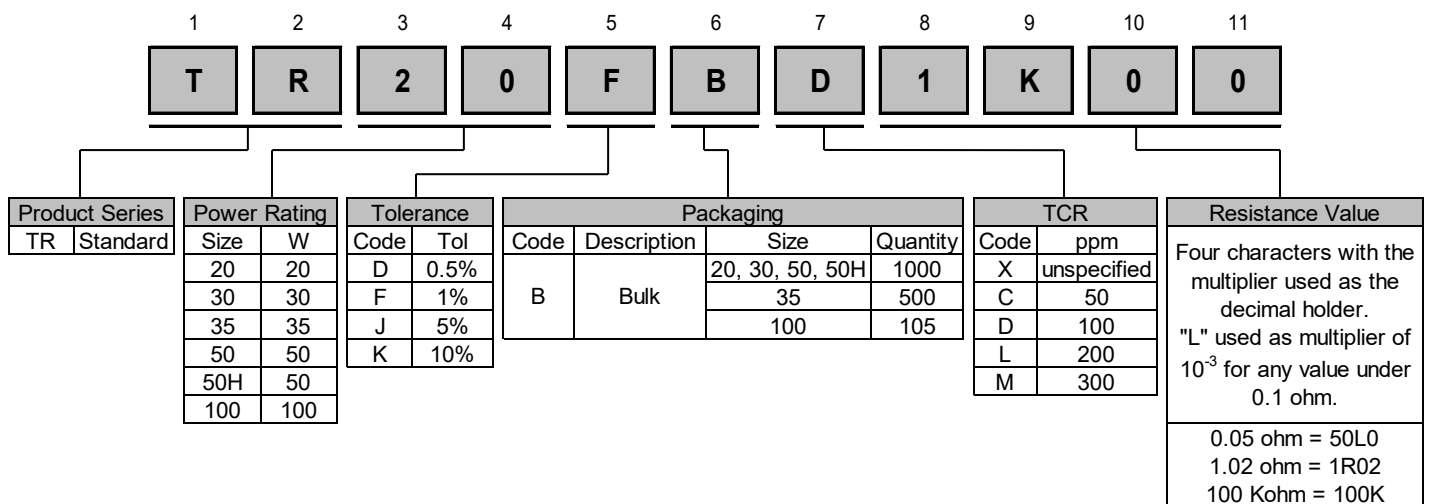 1 2 3 4 5 6 7 8 9 10 11
T R 2 0 F B D 1 K 0 0
Product Series
TR Standard
Power Rating
Size W
20 20
30 30
35 35
50 50
50H 50
100 100
Tolerance
Code Tol
D 0.5%
F 1%
J 5%
K 10%
Packaging
Code Description Size Quantity
B Bulk
20, 30, 50, 50H 1000
35 500
100 105
TCR
Code ppm
X unspecified
C 50
D 100
L 200
M 300
Resistance Value
Four characters with the
multiplier used as the
decimal holder.
"L" used as multiplier of
10⁻³ for any value under
0.1 ohm.
0.05 ohm = 50L0
1.02 ohm = 1R02
100 Kohm = 100K